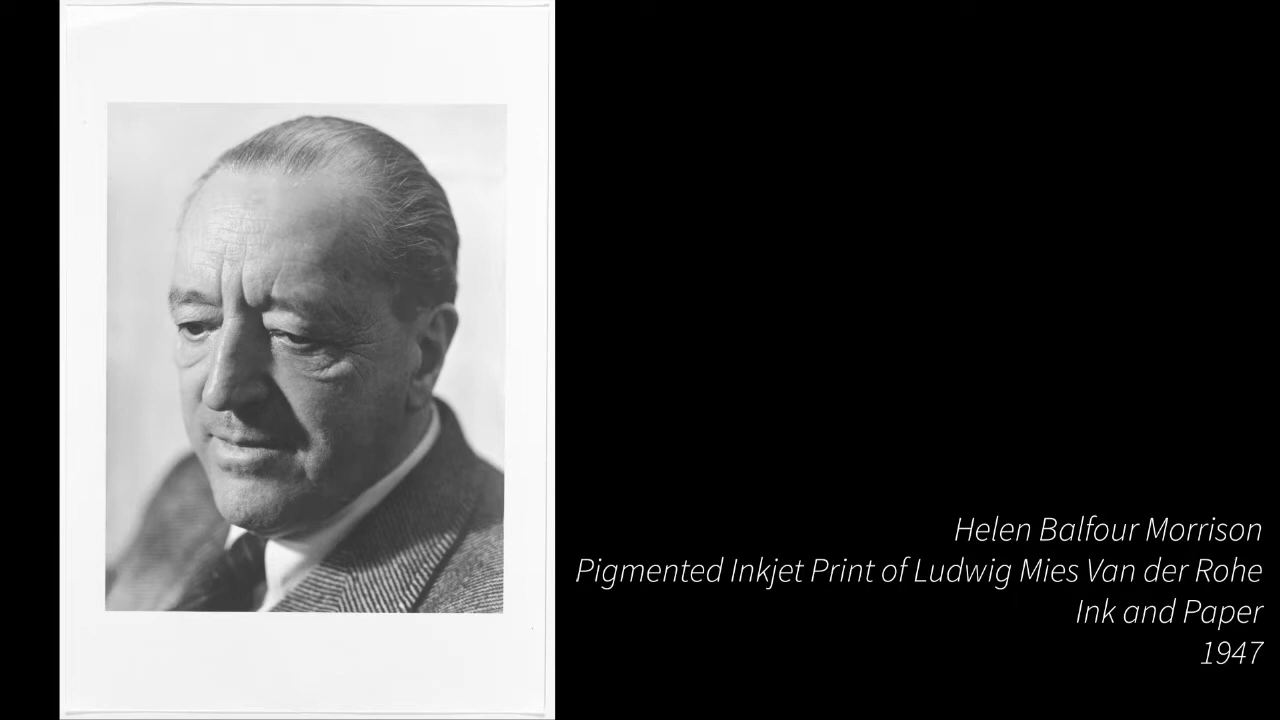 Helen Balfour Morrison
Pigmented Inkjet Print of Ludwig Mies Van der Rohe
Ink and Paper
1947